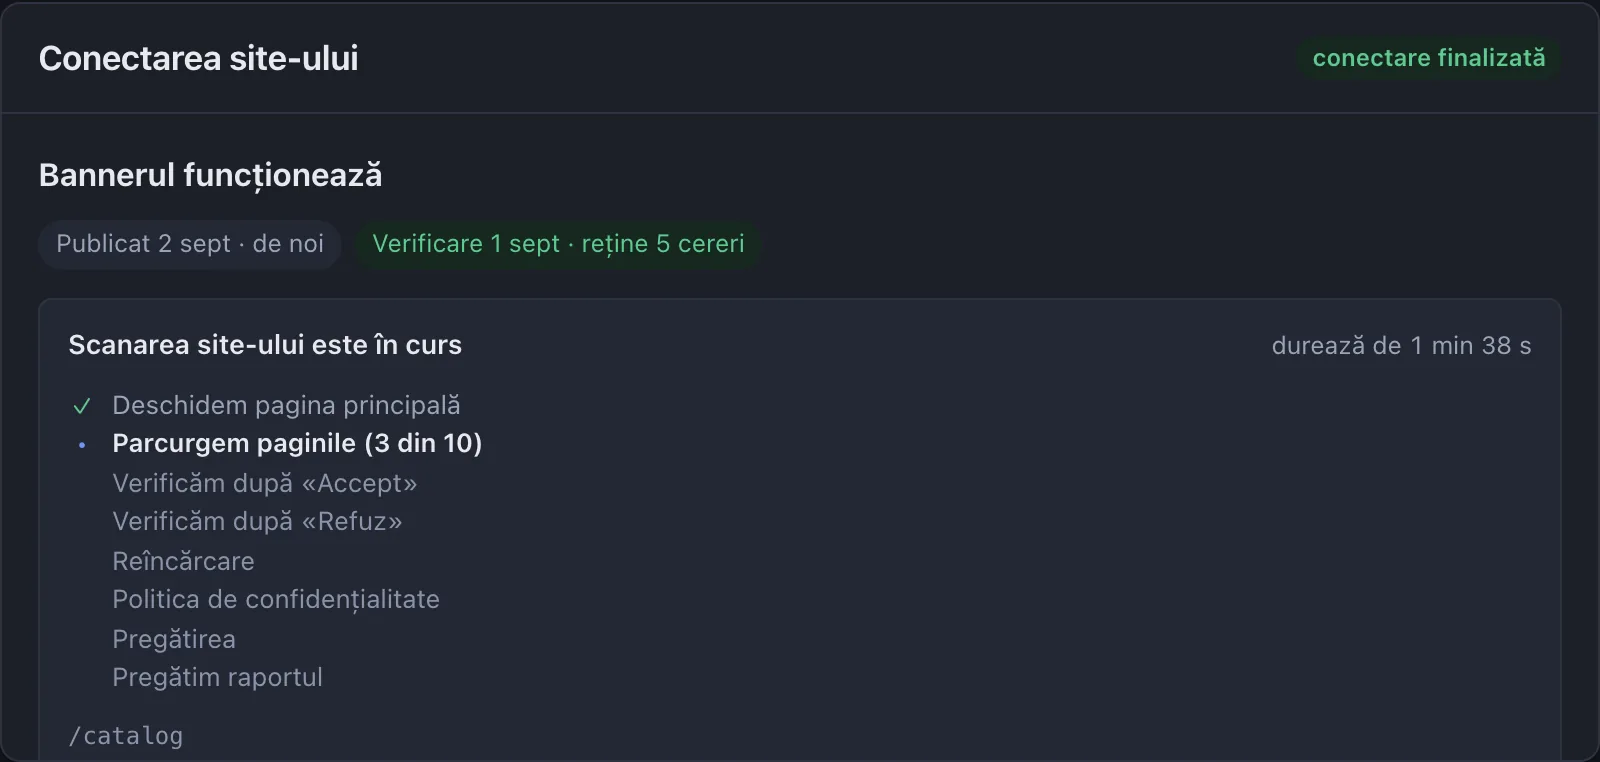 Conectarea site-ului
conectare finalizată
Bannerul funcționează
Publicat 2 sept · de noi
Verificare 1 sept · reține 5 cereri
Scanarea site-ului este în curs
durează de 1 min 38 s
Deschidem pagina principală
Parcurgem paginile (3 din 10)
Verificăm după «Accept»
Verificăm după «Refuz»
Reîncărcare
Politica de confidențialitate
Pregătirea
Pregătim raportul
/catalog